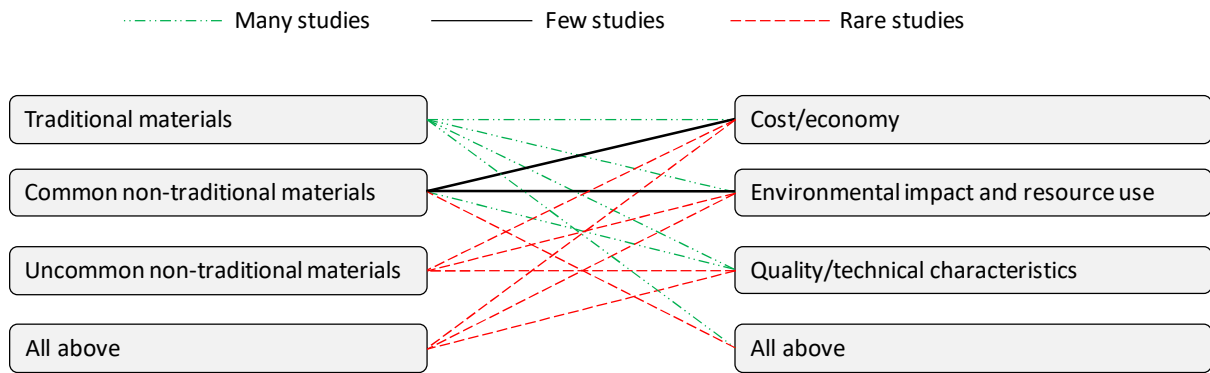 Many studies
Few studies
Rare studies
Traditional materials
Cost/economy
Common non-traditional materials
Environmental impact and resource use
Uncommon non-traditional materials
Quality/technical characteristics
All above
All above